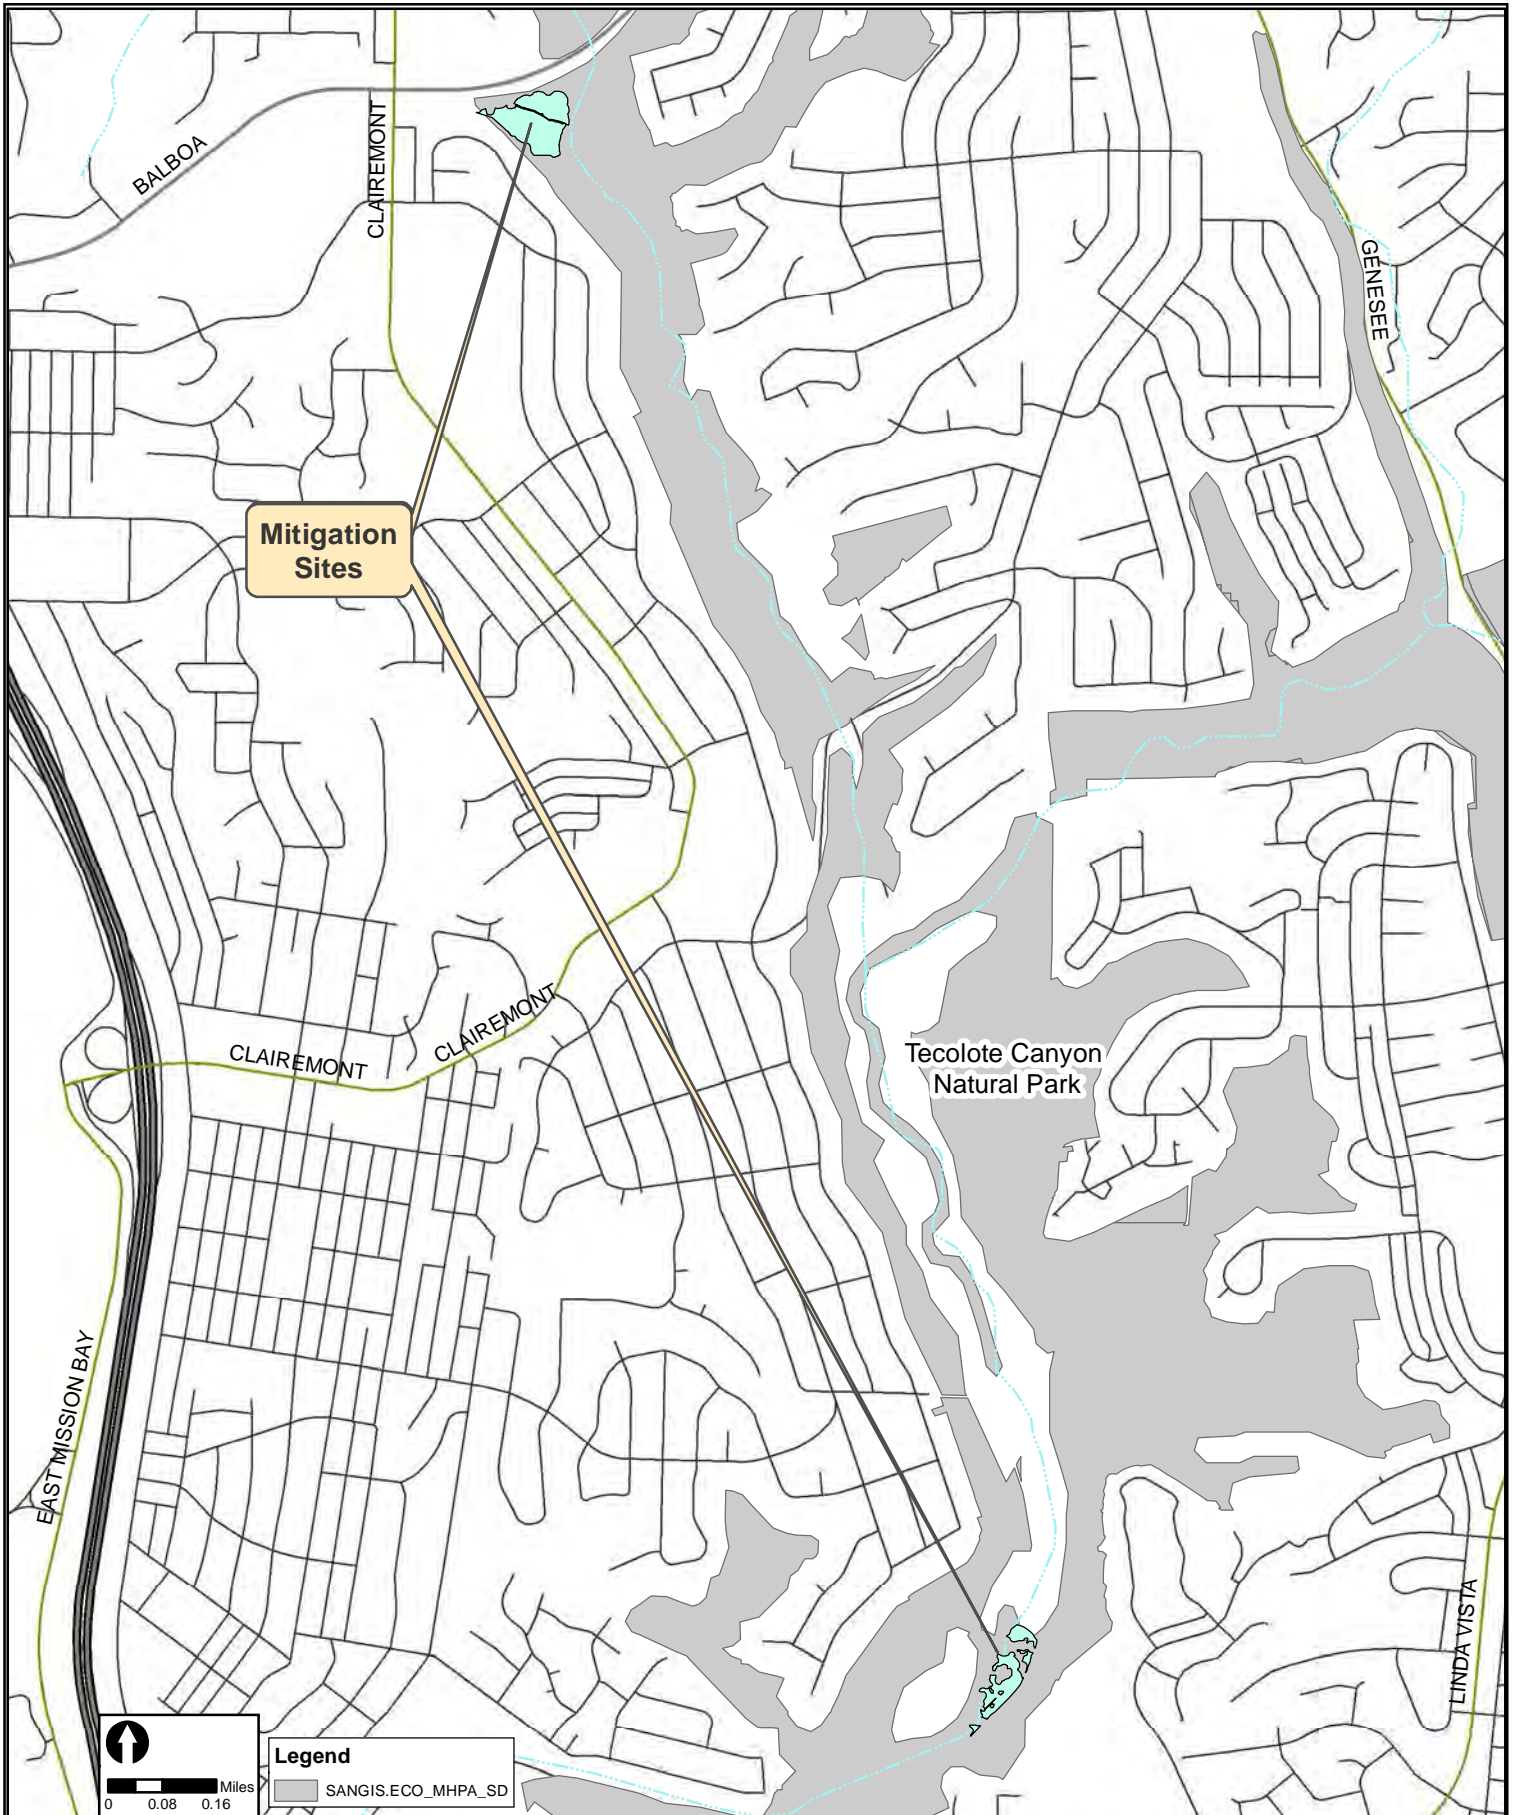 BALBOA
CLAIREMONT
GENESEE
Mitigation
Sites
CLAIREMONT
CLAIREMONT
Tecolote Canyon
Natural Park
EAST MISSION BAY
LINDA VISTA
Miles
0 0.08 0.16
Legend
SANGIS.ECO_MHPA_SD